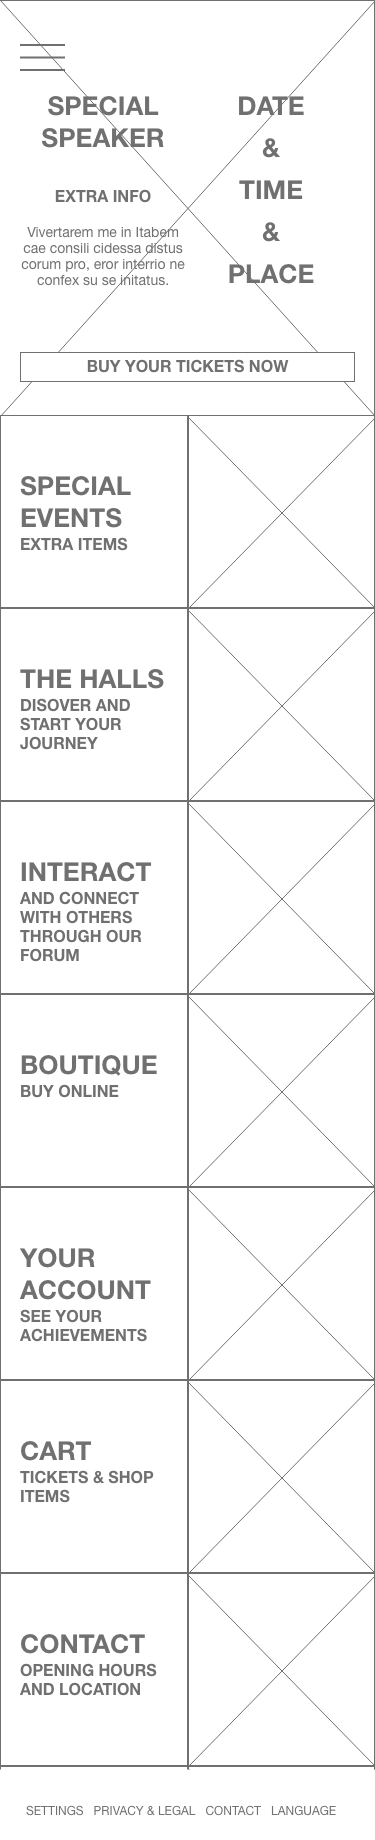 SPECIAL
SPEAKER
EXTRA INFO
Vivertarem me in Itabem
cae consili cidessa distus
corum pro, eror interrio ne
confex su se initatus.
DATE
&
TIME
&
PLACE
BUY YOUR TICKETS NOW
SPECIAL
EVENTS
EXTRA ITEMS
THE HALLS
DISOVER AND
START YOUR
JOURNEY
INTERACT
AND CONNECT
WITH OTHERS
THROUGH OUR
FORUM
BOUTIQUE
BUY ONLINE
YOUR
ACCOUNT
SEE YOUR
ACHIEVEMENTS
CART
TICKETS & SHOP
ITEMS
CONTACT
OPENING HOURS
AND LOCATION
SETTINGS PRIVACY & LEGAL CONTACT LANGUAGE